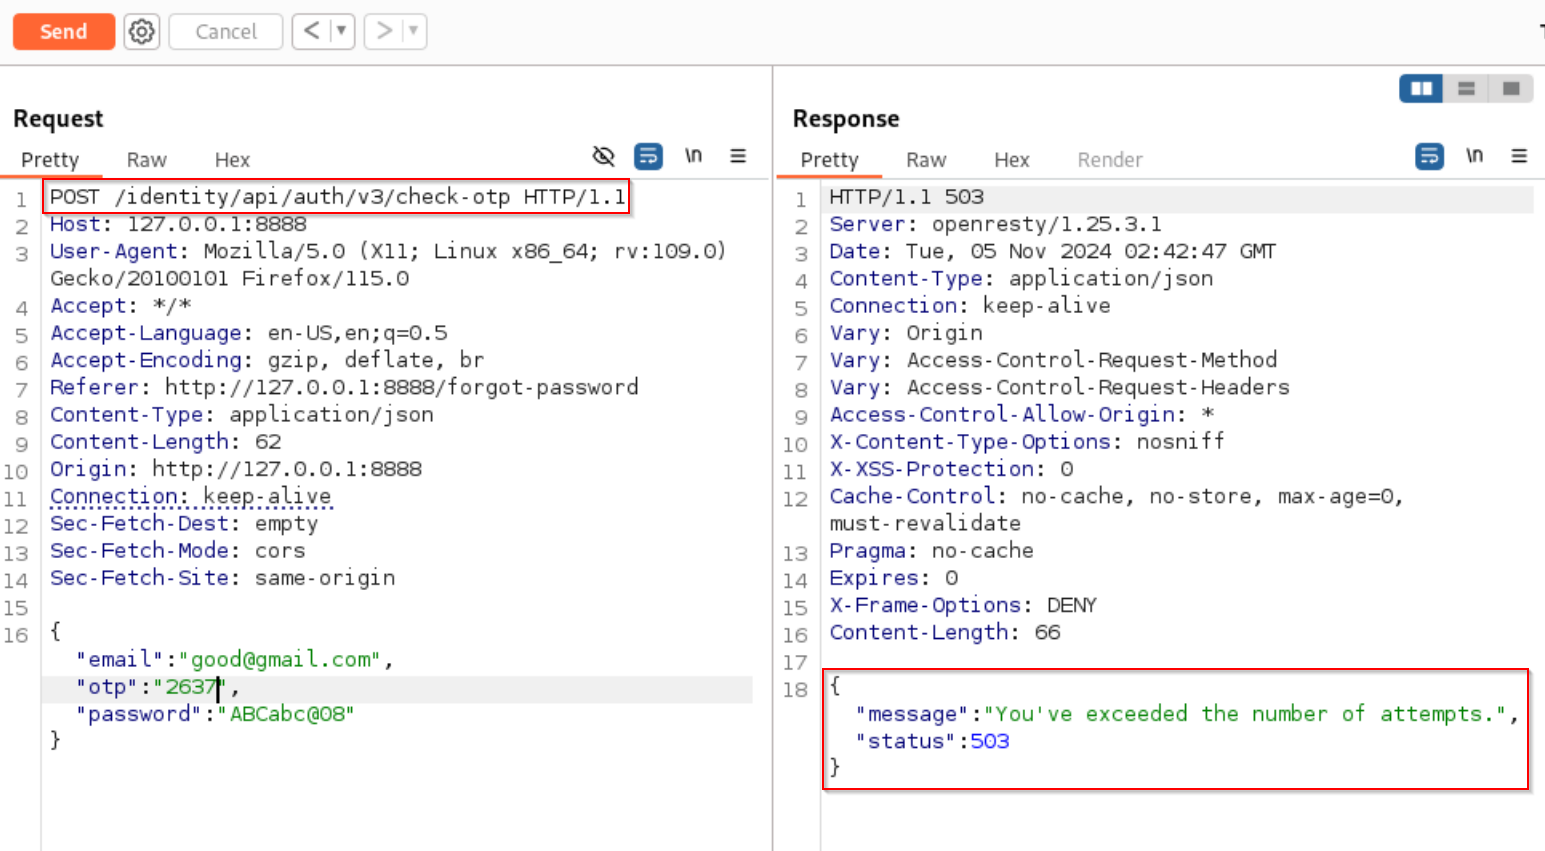 Send Cancel < ▼ > ▼
Request
Pretty Raw Hex \n
1 POST /identity/api/auth/v3/check-otp HTTP/1.1
2 Host: 127.0.0.1:8888
3 User-Agent: Mozilla/5.0 (X11; Linux x86_64; rv:109.0)
Gecko/20100101 Firefox/115.0
4 Accept: */*
5 Accept-Language: en-US,en;q=0.5
6 Accept-Encoding: gzip, deflate, br
7 Referer: http://127.0.0.1:8888/forgot-password
8 Content-Type: application/json
9 Content-Length: 62
10 Origin: http://127.0.0.1:8888
11 Connection: keep-alive
12 Sec-Fetch-Dest: empty
13 Sec-Fetch-Mode: cors
14 Sec-Fetch-Site: same-origin
15
16 {
"email":"good@gmail.com",
"otp":"2637",
"password":"ABCabc@08"
}
Response
Pretty Raw Hex Render \n
1 HTTP/1.1 503
2 Server: openresty/1.25.3.1
3 Date: Tue, 05 Nov 2024 02:42:47 GMT
4 Content-Type: application/json
5 Connection: keep-alive
6 Vary: Origin
7 Vary: Access-Control-Request-Method
8 Vary: Access-Control-Request-Headers
9 Access-Control-Allow-Origin: *
10 X-Content-Type-Options: nosniff
11 X-XSS-Protection: 0
12 Cache-Control: no-cache, no-store, max-age=0,
must-revalidate
13 Pragma: no-cache
14 Expires: 0
15 X-Frame-Options: DENY
16 Content-Length: 66
17
18 {
"message":"You've exceeded the number of attempts.",
"status":503
}